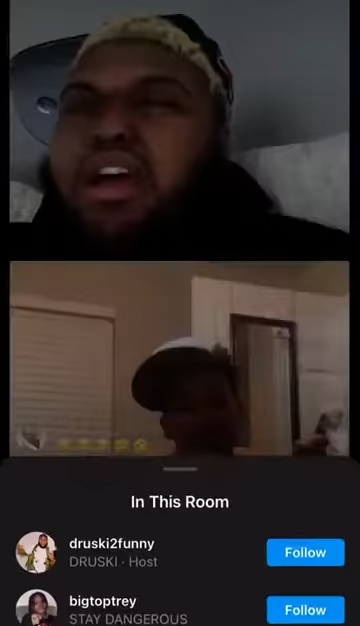 In This Room
druski2funny
DRUSKI · Host
Follow
bigtoptrey
STAY DANGEROUS
Follow